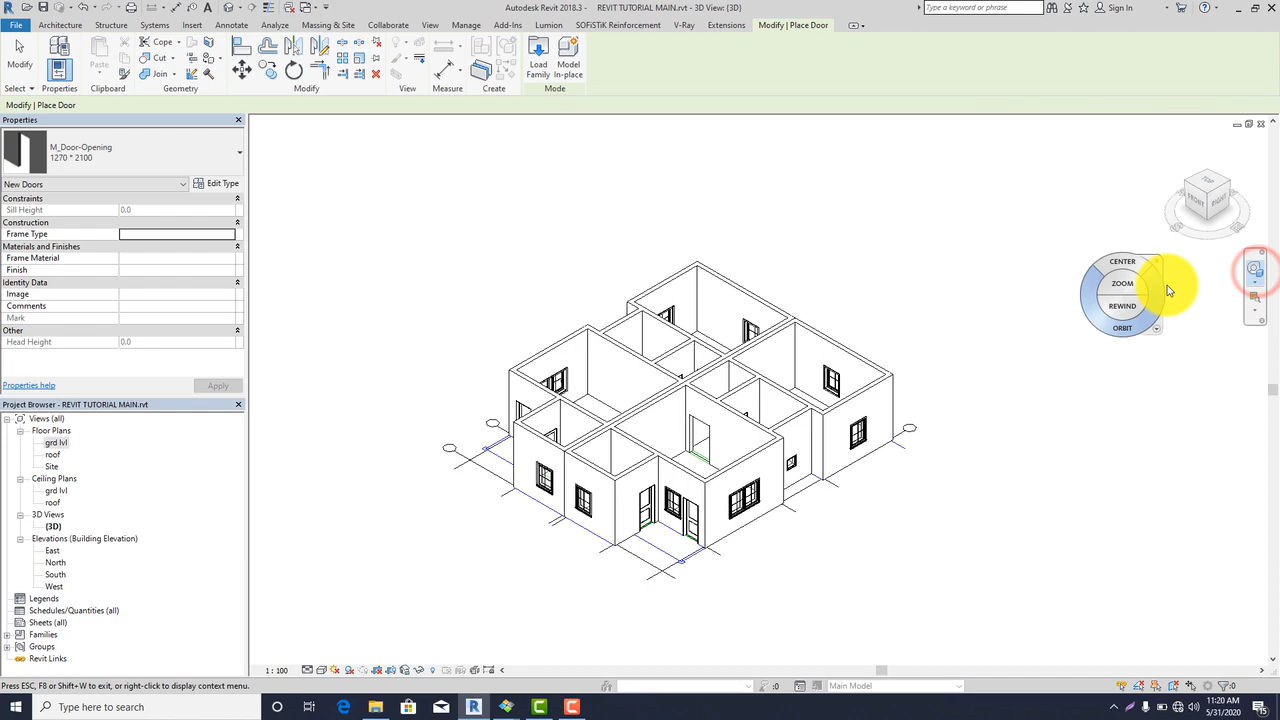 Autodesk Revit 2018.3 - REVIT TUTORIAL MAIN.rvt - 3D View: {3D}
Type a keyword or phrase
Sign In
File Architecture Structure Systems Insert Annotate Analyze Massing & Site Collaborate View Manage Add-Ins Lumion SOFiSTiK Reinforcement V-Ray Precast Extensions Modify | Place Door
Modify
Properties
Paste
Cope
Cut
Join
Load Family
Model In-place
Select Properties Clipboard Geometry Modify View Measure Create Mode
Modify | Place Door
Properties
M_Door-Opening
1270 * 2100
New Doors Edit Type
Constraints
Sill Height 0.0
Construction
Frame Type
Materials and Finishes
Frame Material
Finish
Identity Data
Image
Comments
Mark
Other
Head Height 0.0
Properties help Apply
Project Browser - REVIT TUTORIAL MAIN.rvt
Views (all)
Floor Plans
grd lvl
roof
Site
Ceiling Plans
grd lvl
roof
3D Views
{3D}
Elevations (Building Elevation)
East
North
South
West
Legends
Schedules/Quantities (all)
Sheets (all)
Families
Groups
Revit Links
TOP
FRONT
RIGHT
CENTER
ZOOM
REWIND
ORBIT
1 : 100
Press ESC, F8 or Shift+W to exit, or right-click to display context menu.
:0
Main Model
:0
Type here to search
11:20 AM
5/31/2020